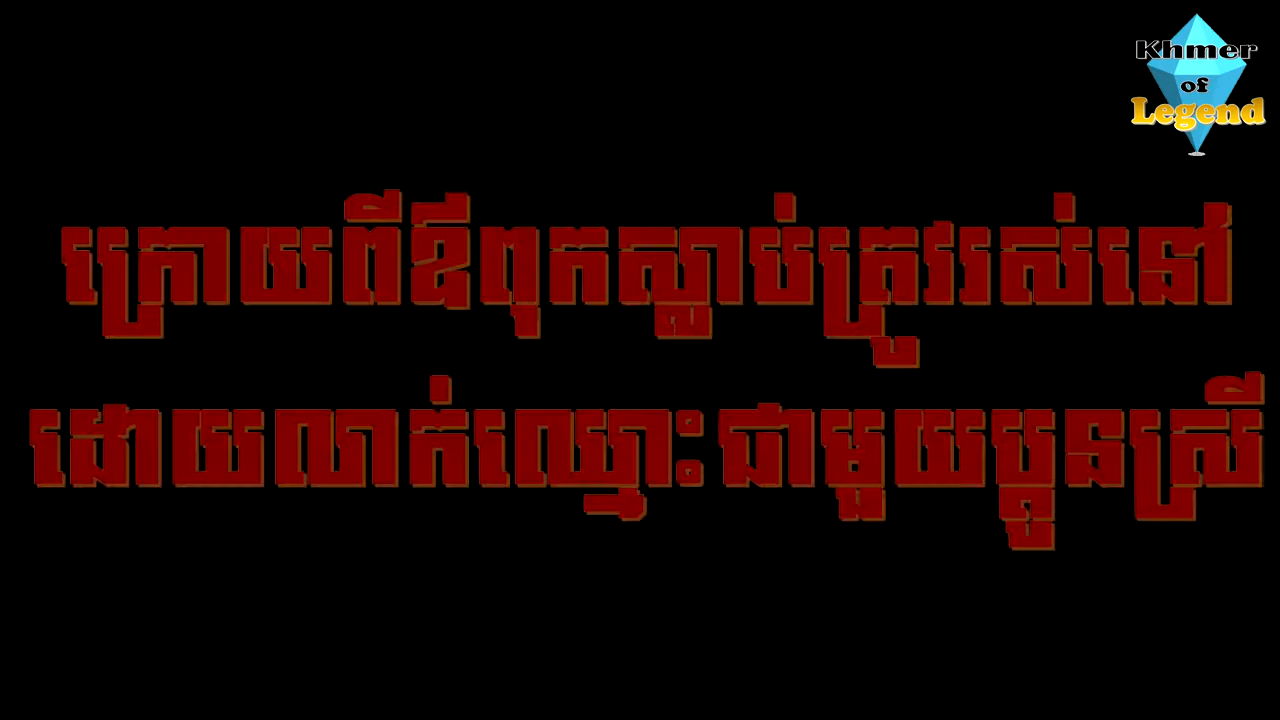 Khmer
of
Legend
ក្រោយពីឪពុកស្លាប់ត្រូវរស់នៅ
ដោយលាក់ឈ្មោះជាមួយប្អូនស្រី